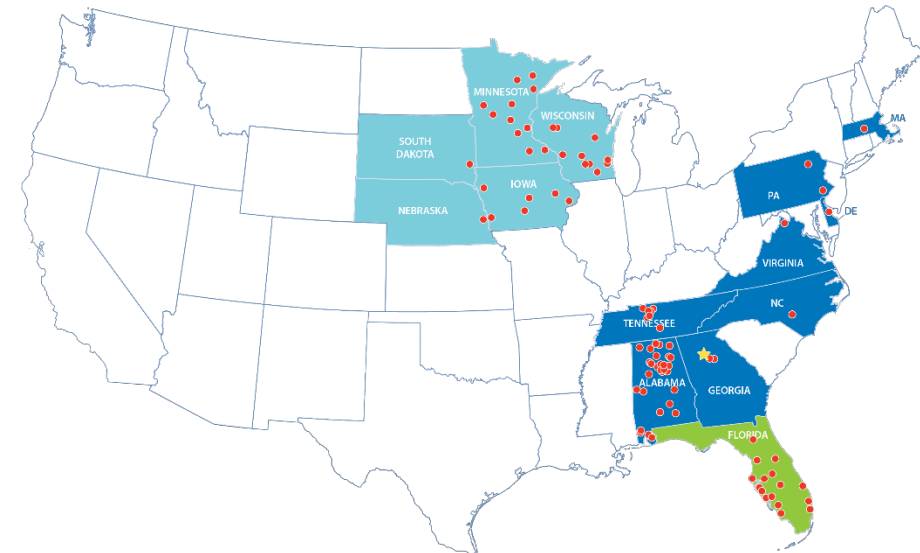 MINNESOTA
WISCONSIN
MA
SOUTH
DAKOTA
IOWA
PA
NEBRASKA
DE
VIRGINIA
NC
TENNESSEE
ALABAMA
GEORGIA
FLORIDA